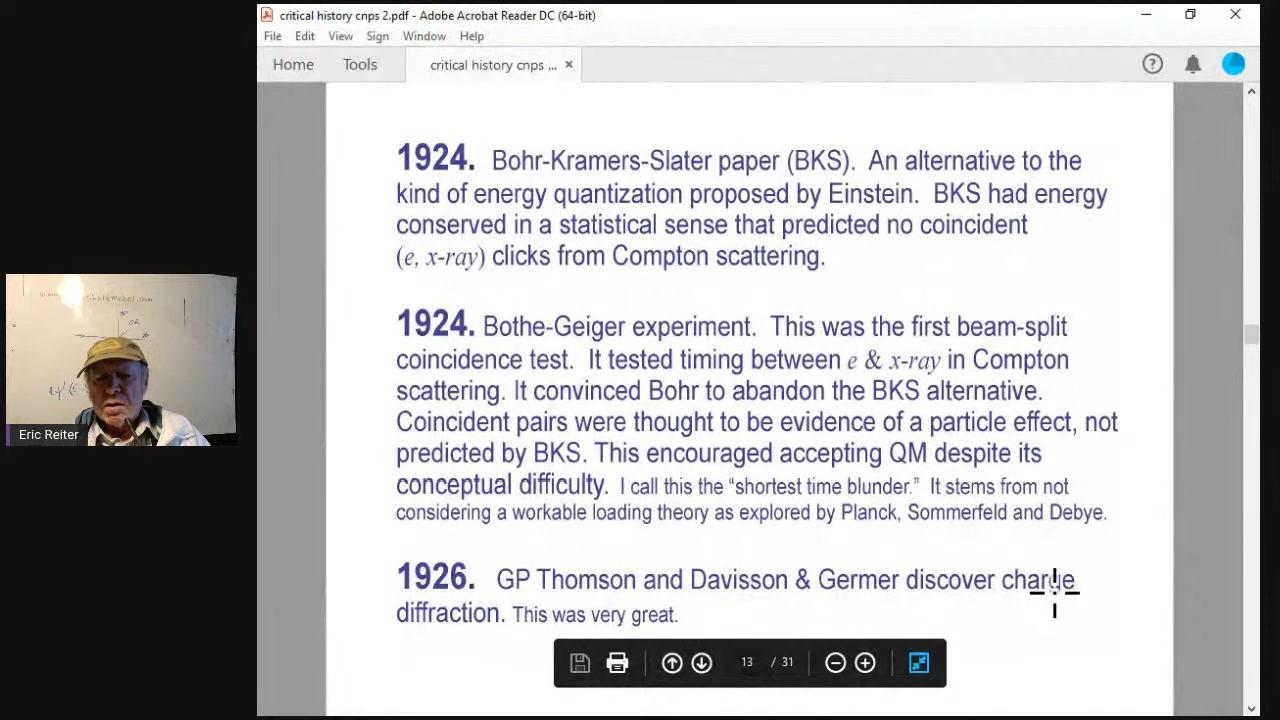 critical history cnps 2.pdf - Adobe Acrobat Reader DC (64-bit)
File Edit View Sign Window Help
Home Tools critical history cnps ... ×
1924. Bohr-Kramers-Slater paper (BKS). An alternative to the
kind of energy quantization proposed by Einstein. BKS had energy
conserved in a statistical sense that predicted no coincident
(e, x-ray) clicks from Compton scattering.
1924. Bothe-Geiger experiment. This was the first beam-split
coincidence test. It tested timing between e & x-ray in Compton
scattering. It convinced Bohr to abandon the BKS alternative.
Coincident pairs were thought to be evidence of a particle effect, not
predicted by BKS. This encouraged accepting QM despite its
conceptual difficulty. I call this the “shortest time blunder.” It stems from not
considering a workable loading theory as explored by Planck, Sommerfeld and Debye.
1926. GP Thomson and Davisson & Germer discover charge
diffraction. This was very great.
13 / 31
Eric Reiter